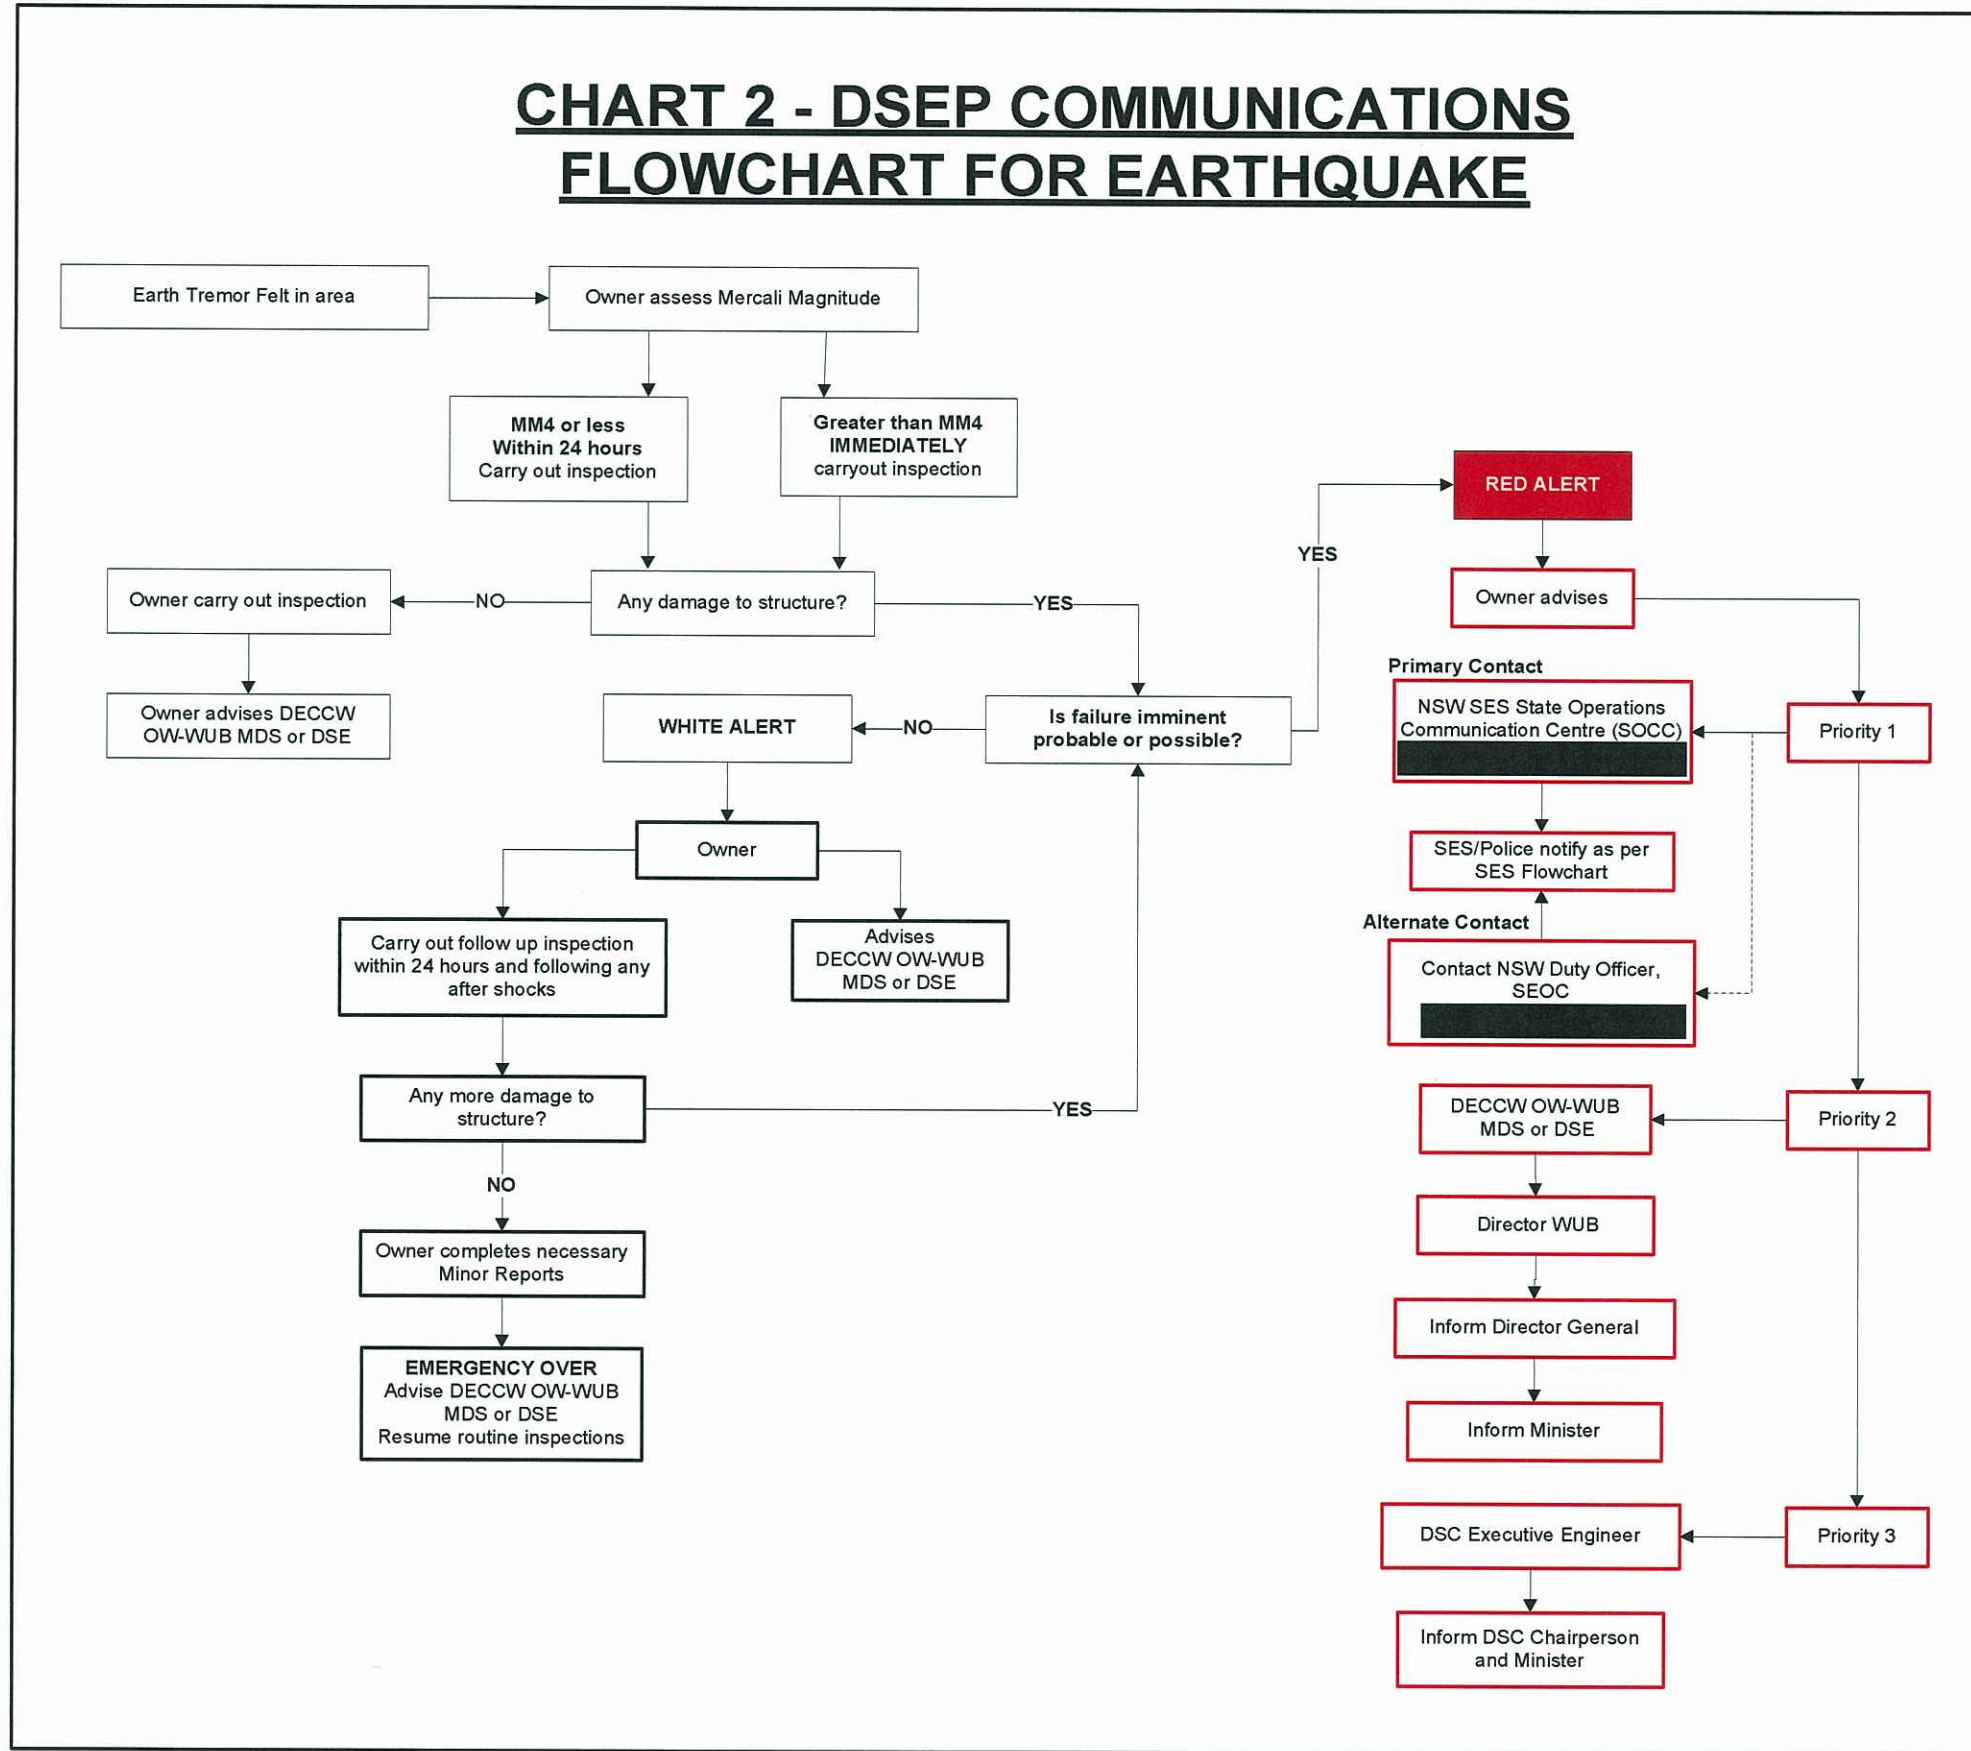 CHART 2 - DSEP COMMUNICATIONS
FLOWCHART FOR EARTHQUAKE
Earth Tremor Felt in area
Owner assess Mercali Magnitude
MM4 or less
Within 24 hours
Carry out inspection
Greater than MM4
IMMEDIATELY
carryout inspection
RED ALERT
YES
Owner carry out inspection
NO
Any damage to structure?
YES
Owner advises
Primary Contact
Owner advises DECCW
OW-WUB MDS or DSE
WHITE ALERT
NO
Is failure imminent
probable or possible?
NSW SES State Operations
Communication Centre (SOCC)
Priority 1
Owner
SES/Police notify as per
SES Flowchart
Alternate Contact
Carry out follow up inspection
within 24 hours and following any
after shocks
Advises
DECCW OW-WUB
MDS or DSE
Contact NSW Duty Officer,
SEOC
Any more damage to
structure?
YES
DECCW OW-WUB
MDS or DSE
Priority 2
NO
Director WUB
Owner completes necessary
Minor Reports
Inform Director General
EMERGENCY OVER
Advise DECCW OW-WUB
MDS or DSE
Resume routine inspections
Inform Minister
DSC Executive Engineer
Priority 3
Inform DSC Chairperson
and Minister